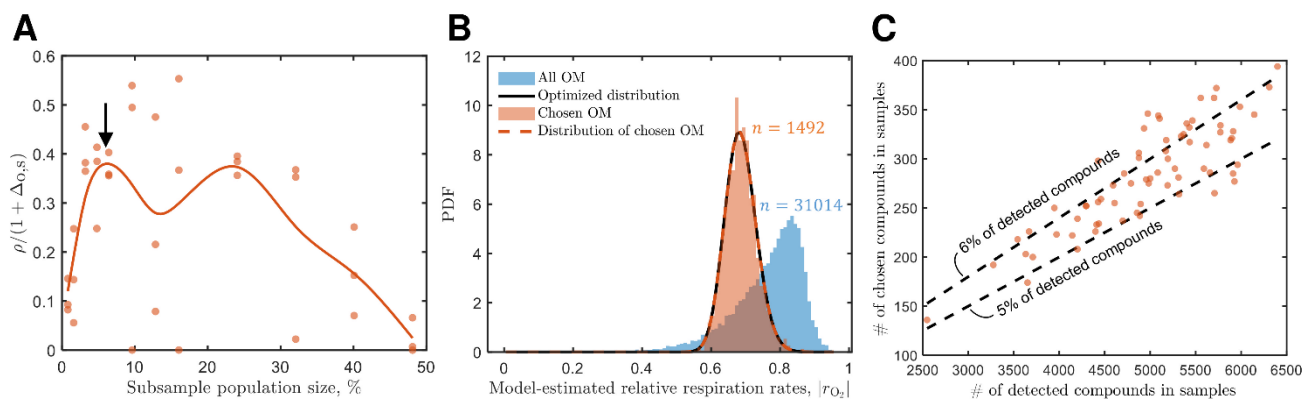 A
0.6
0.5
0.4
0.3
0.2
0.1
0
ρ/(1 + Δ_{O,S})
0 10 20 30 40 50
Subsample population size, %
B
12
10
8
6
4
2
0
PDF
All OM
Optimized distribution
Chosen OM
Distribution of chosen OM
n = 1492
n = 31014
0 0.2 0.4 0.6 0.8 1
Model-estimated relative respiration rates, |r_{O_2}|
C
400
350
300
250
200
150
100
# of chosen compounds in samples
6% of detected compounds
5% of detected compounds
2500 3000 3500 4000 4500 5000 5500 6000 6500
# of detected compounds in samples